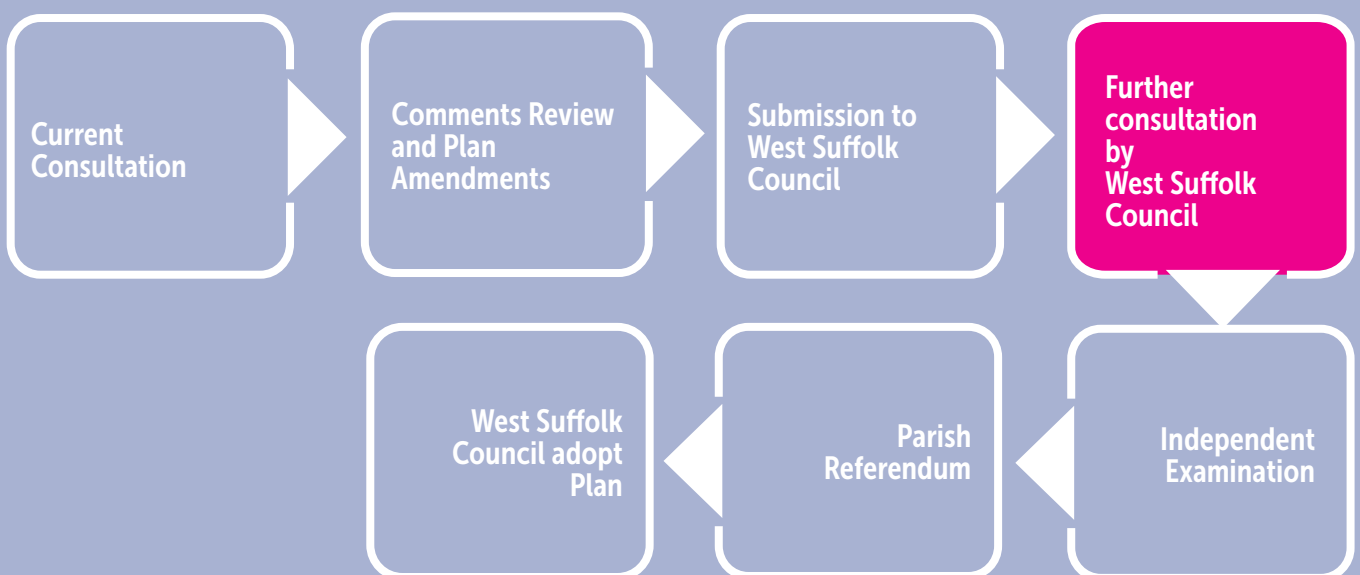 Current
Consultation
Comments Review
and Plan
Amendments
Submission to
West Suffolk
Council
Further
consultation
by
West Suffolk
Council
Independent
Examination
Parish
Referendum
West Suffolk
Council adopt
Plan